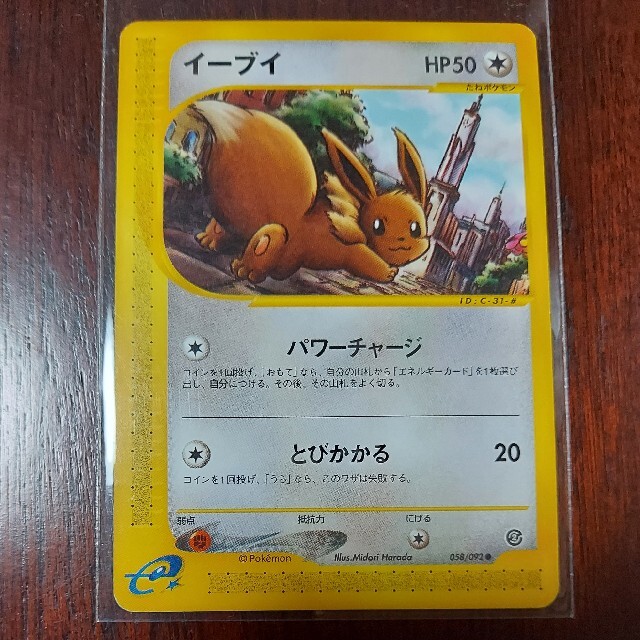 イーブイ HP50
たねポケモン
ID:C-31-#
パワーチャージ
コインを1回投げ、「おもて」なら、自分の山札から「エネルギーカード」を1枚選び
出し、自分につける。その後、その山札をよく切る。
とびかかる 20
コインを1回投げ、「うら」なら、このワザは失敗する。
弱点 抵抗力 にげる
©Pokémon Illus.Midori Harada 058/092●
e